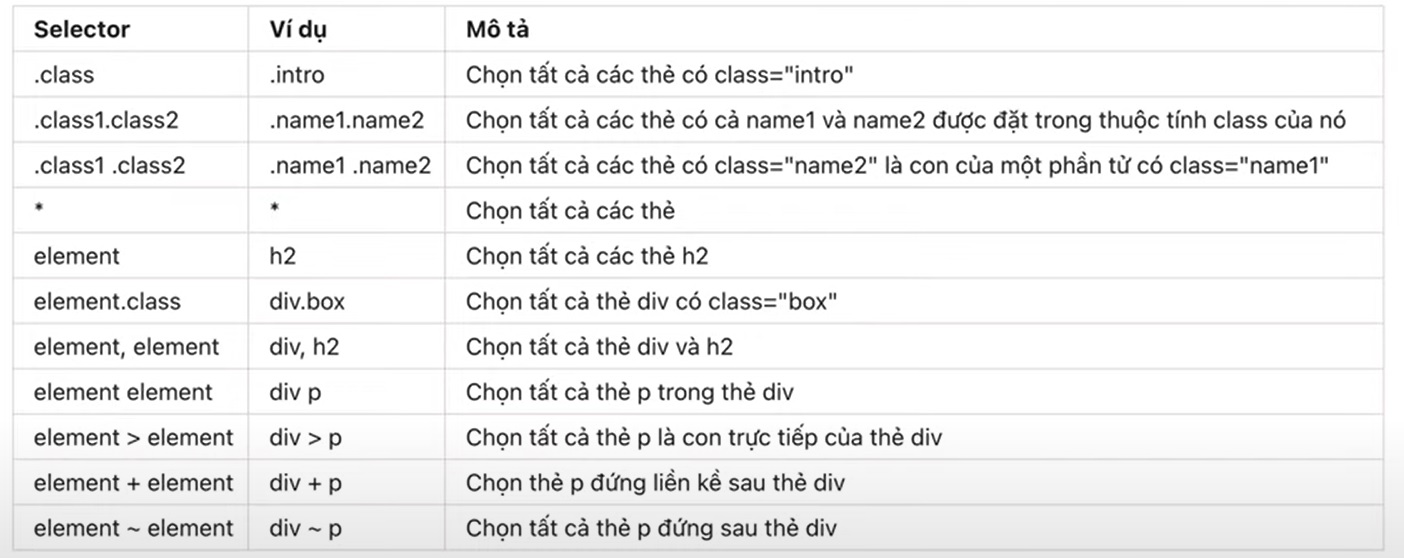 Selector Ví dụ Mô tả
.class .intro Chọn tất cả các thẻ có class="intro"
.class1.class2 .name1.name2 Chọn tất cả các thẻ có cả name1 và name2 được đặt trong thuộc tính class của nó
.class1 .class2 .name1 .name2 Chọn tất cả các thẻ có class="name2" là con của một phần tử có class="name1"
* * Chọn tất cả các thẻ
element h2 Chọn tất cả các thẻ h2
element.class div.box Chọn tất cả thẻ div có class="box"
element, element div, h2 Chọn tất cả thẻ div và h2
element element div p Chọn tất cả thẻ p trong thẻ div
element > element div > p Chọn tất cả thẻ p là con trực tiếp của thẻ div
element + element div + p Chọn thẻ p đứng liền kề sau thẻ div
element ~ element div ~ p Chọn tất cả thẻ p đứng sau thẻ div